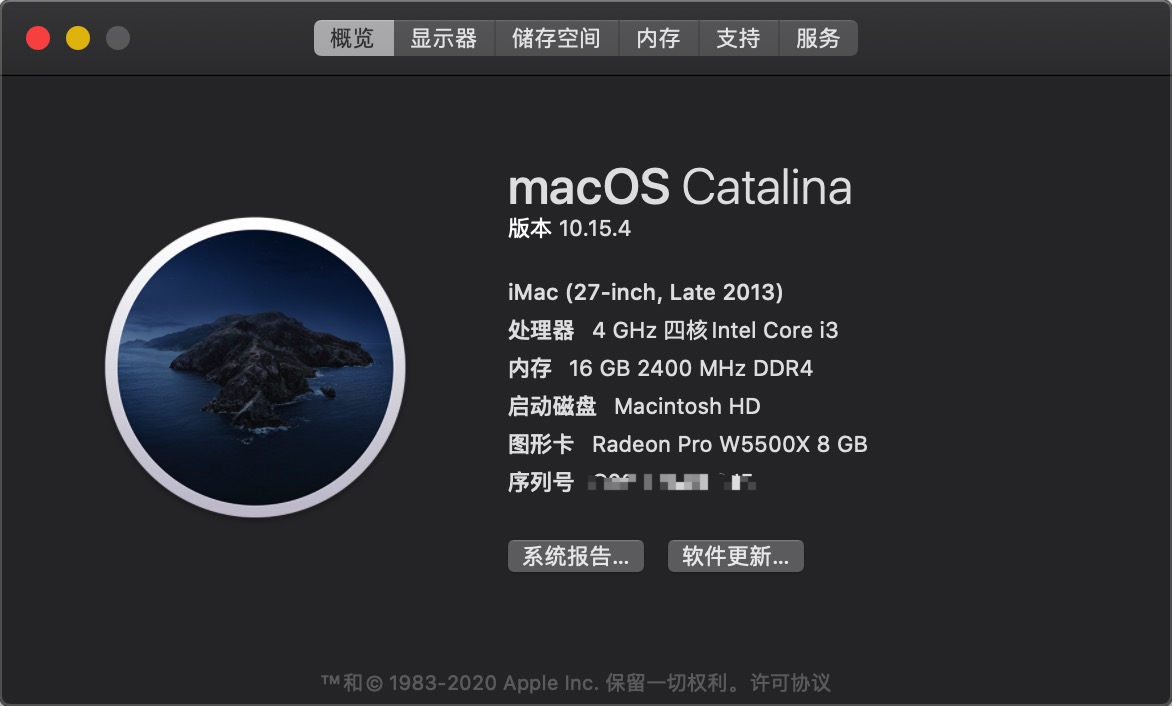 概览 显示器 储存空间 内存 支持 服务
macOS Catalina
版本 10.15.4
iMac (27-inch, Late 2013)
处理器 4 GHz 四核Intel Core i3
内存 16 GB 2400 MHz DDR4
启动磁盘 Macintosh HD
图形卡 Radeon Pro W5500X 8 GB
序列号
系统报告... 软件更新...
™和© 1983-2020 Apple Inc. 保留一切权利。许可协议